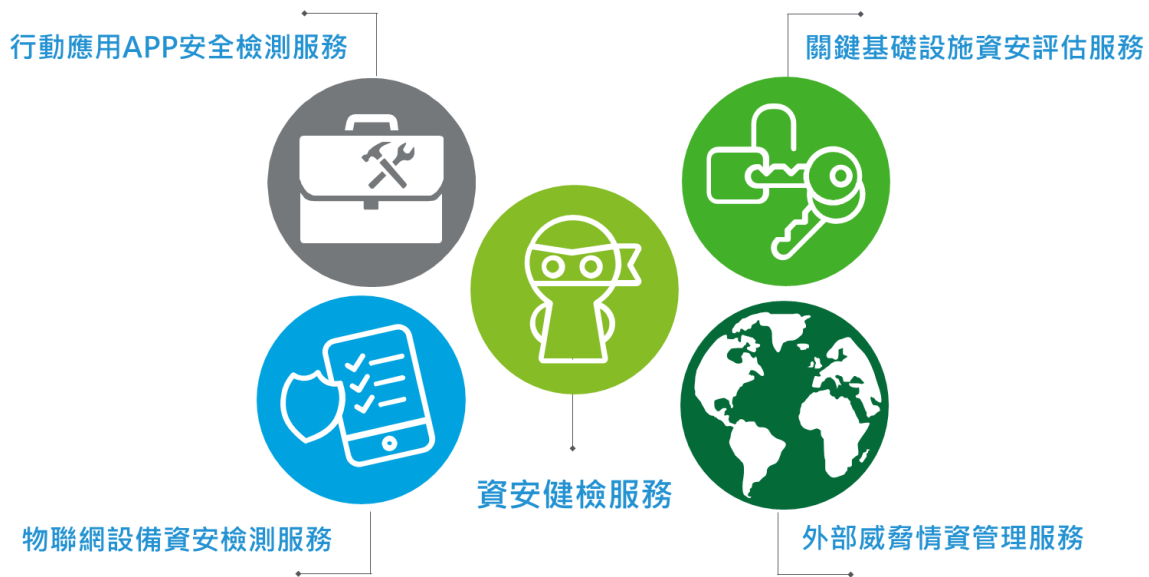 行動應用APP安全檢測服務
關鍵基礎設施資安評估服務
資安健檢服務
物聯網設備資安檢測服務
外部威脅情資管理服務